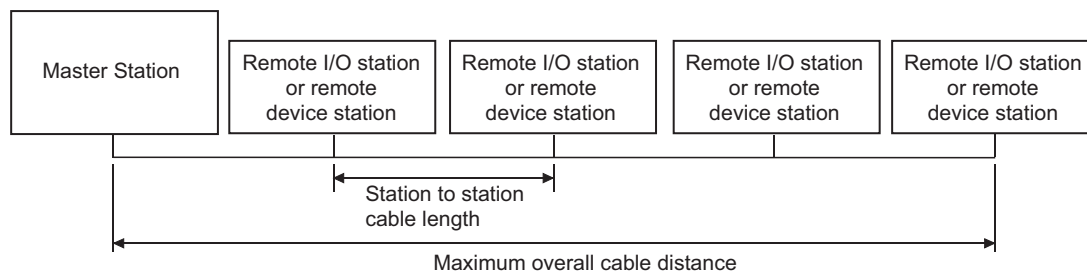 Master Station
Remote I/O station
or remote
device station
Remote I/O station
or remote
device station
Remote I/O station
or remote
device station
Remote I/O station
or remote
device station
Station to station
cable length
Maximum overall cable distance